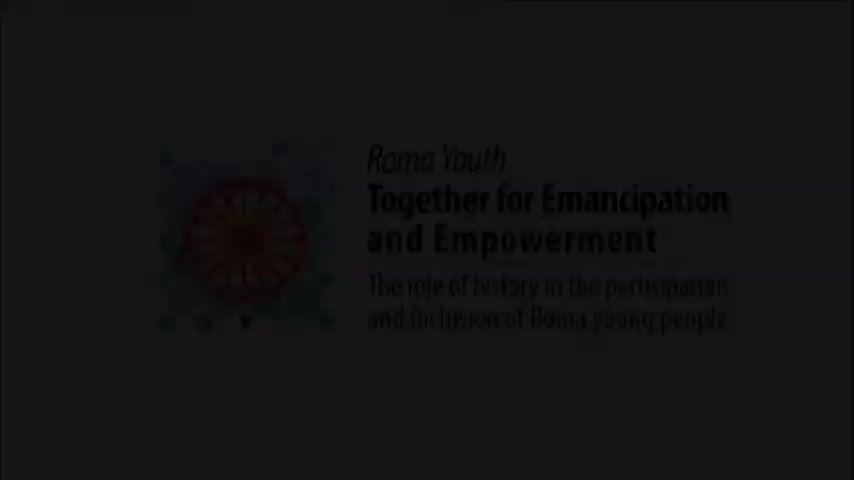 Roma Youth
Together for Emancipation
and Empowerment
The role of history in the participation
and inclusion of Roma young people